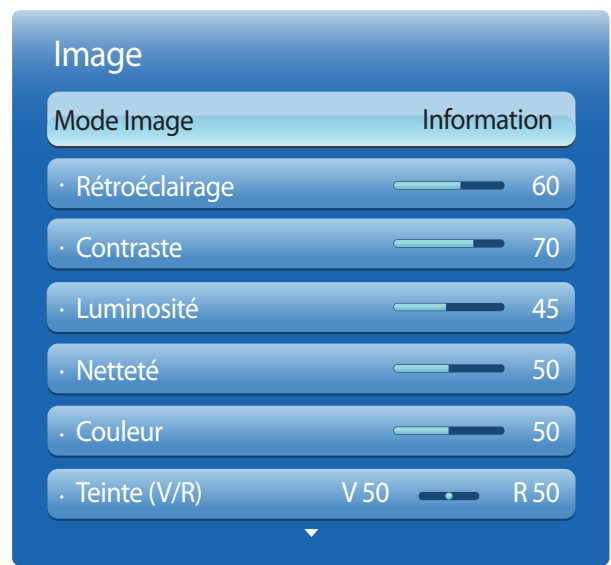 Image
Mode Image Information
· Rétroéclairage 60
· Contraste 70
· Luminosité 45
· Netteté 50
· Couleur 50
· Teinte (V/R) V 50 R 50